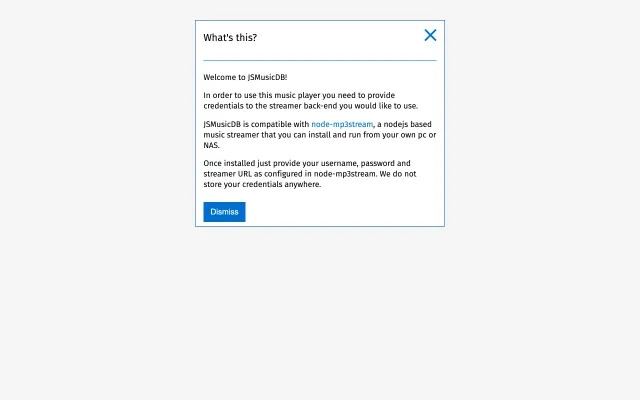 What's this?
Welcome to JSMusicDB!
In order to use this music player you need to provide
credentials to the streamer back-end you would like to use.
JSMusicDB is compatible with node-mp3stream, a nodejs based
music streamer that you can install and run from your own pc or
NAS.
Once installed just provide your username, password and
streamer URL as configured in node-mp3stream. We do not
store your credentials anywhere.
Dismiss